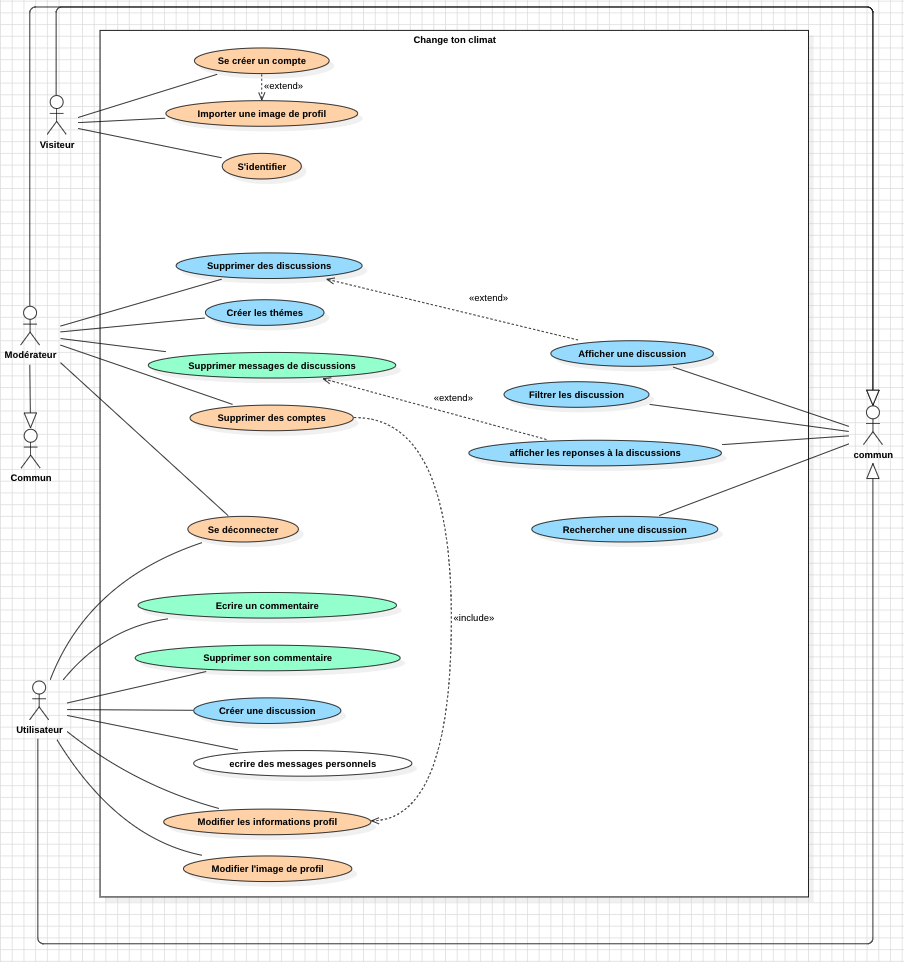 Change ton climat
Se créer un compte
«extend»
Importer une image de profil
Visiteur
S'identifier
Supprimer des discussions
«extend»
Créer les thémes
Modérateur
Afficher une discussion
Supprimer messages de discussions
Filtrer les discussion
«extend»
Supprimer des comptes
afficher les reponses à la discussions
commun
Commun
Se déconnecter
Rechercher une discussion
Ecrire un commentaire
«include»
Supprimer son commentaire
Créer une discussion
Utilisateur
ecrire des messages personnels
Modifier les informations profil
Modifier l'image de profil